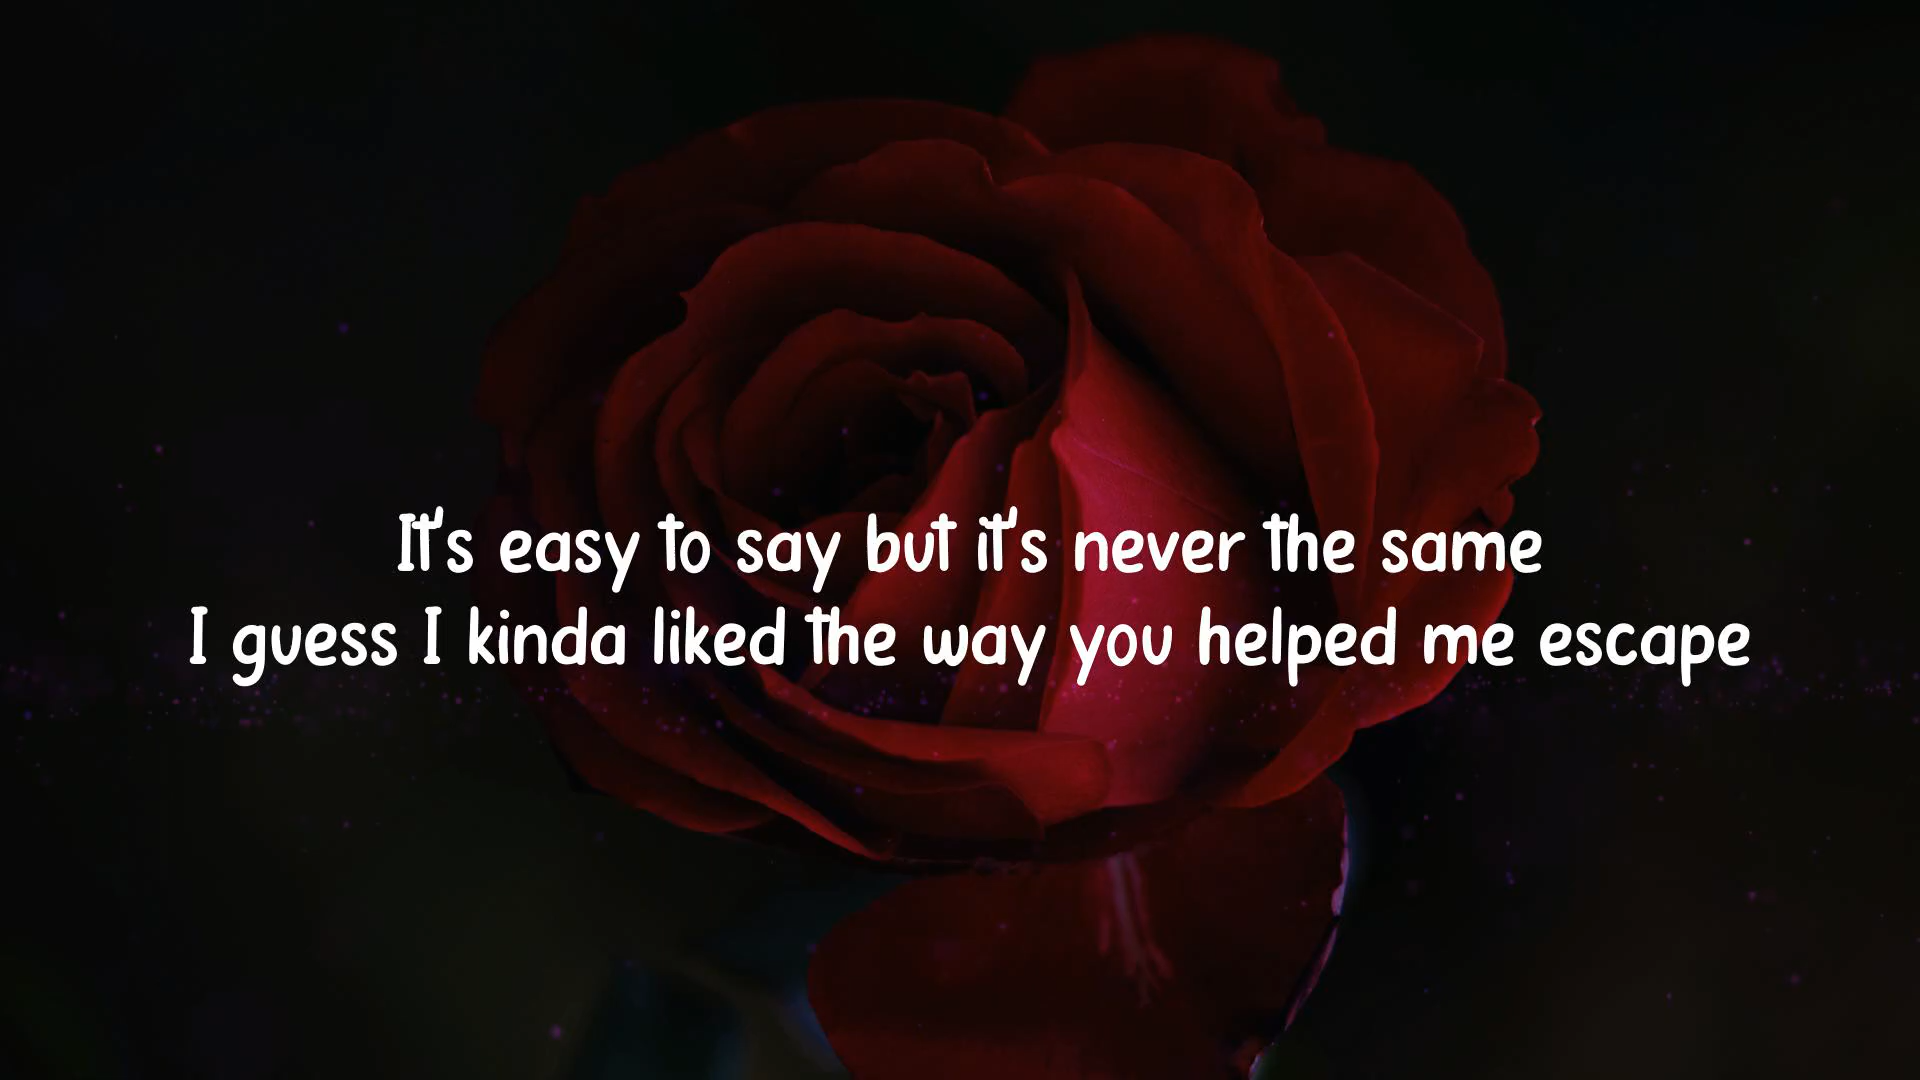 It's easy to say but it's never the same
I guess I kinda liked the way you helped me escape